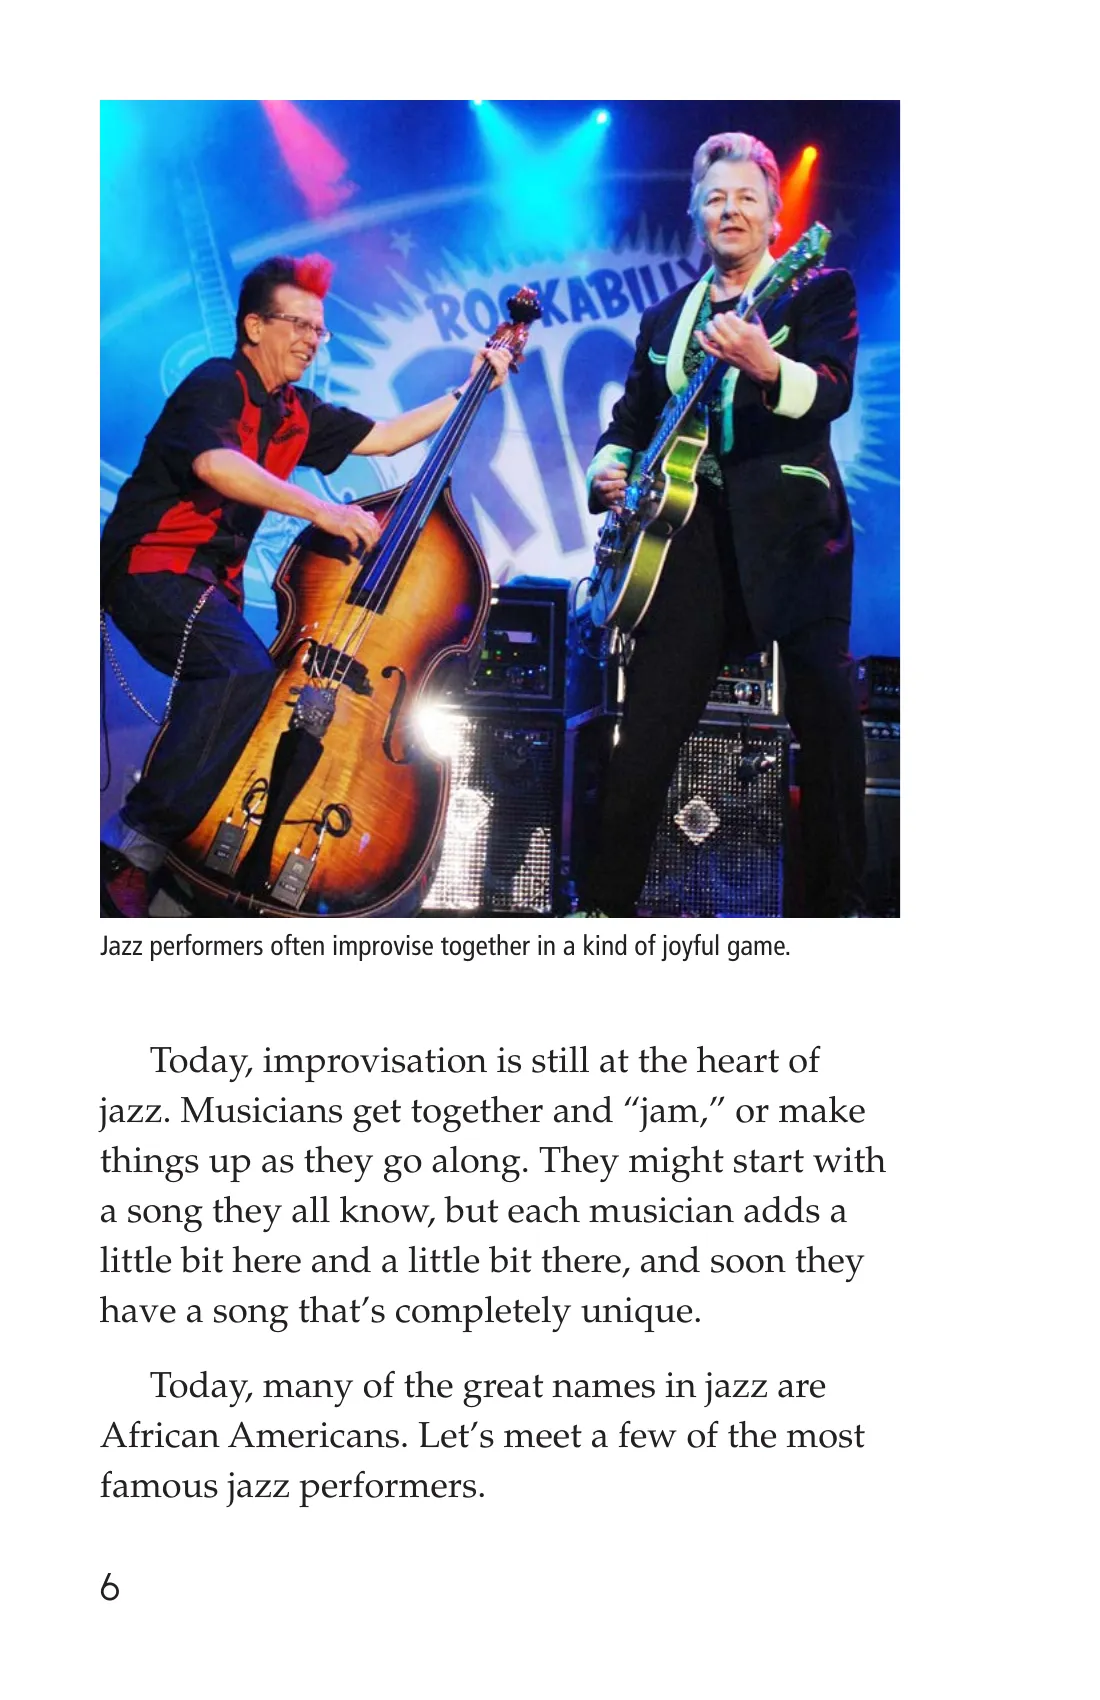 ROCKABILLY
Jazz performers often improvise together in a kind of joyful game.
Today, improvisation is still at the heart of
jazz. Musicians get together and “jam,” or make
things up as they go along. They might start with
a song they all know, but each musician adds a
little bit here and a little bit there, and soon they
have a song that’s completely unique.
Today, many of the great names in jazz are
African Americans. Let’s meet a few of the most
famous jazz performers.
6